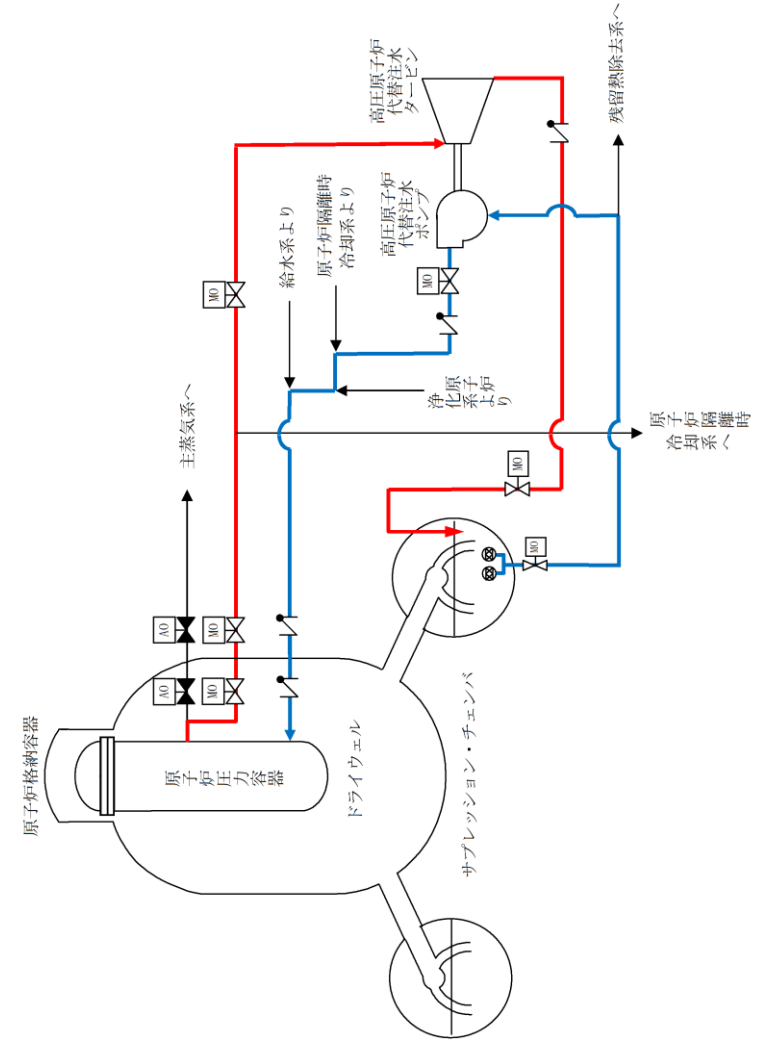 原子炉格納容器
原子炉圧力容器
ドライウェル
サプレッション・チェンバ
AO
AO
MO
MO
主蒸気系へ
MO
給水系より
原子炉隔離時
冷却系より
浄化系より
原子炉
MO
高圧原子炉
代替注水
ポンプ
高圧原子炉
代替注水
タービン
残留熱除去系へ
原子炉隔離時
冷却系へ
MO
MO